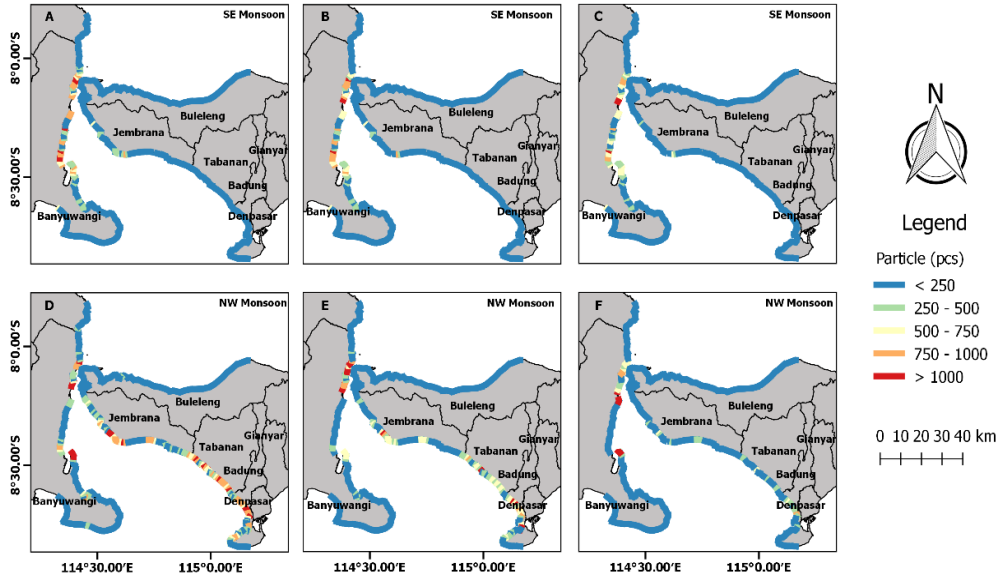 A
SE Monsoon
8°0.00'S
Buleleng
Jembrana
Gianyar
Tabanan
8°30.00'S
Badung
Banyuwangi
Denpasar
B
SE Monsoon
Buleleng
Jembrana
Gianyar
Tabanan
Badung
Banyuwangi
Denpasar
C
SE Monsoon
Buleleng
Jembrana
Gianyar
Tabanan
Badung
Banyuwangi
Denpasar
D
NW Monsoon
8°0.00'S
Buleleng
Jembrana
Gianyar
Tabanan
8°30.00'S
Badung
Banyuwangi
Denpasar
114°30.00'E
115°0.00'E
E
NW Monsoon
Buleleng
Jembrana
Gianyar
Tabanan
Badung
Banyuwangi
Denpasar
114°30.00'E
115°0.00'E
F
NW Monsoon
Buleleng
Jembrana
Gianyar
Tabanan
Badung
Banyuwangi
Denpasar
114°30.00'E
115°0.00'E
N
Legend
Particle (pcs)
< 250
250 - 500
500 - 750
750 - 1000
> 1000
0 10 20 30 40 km